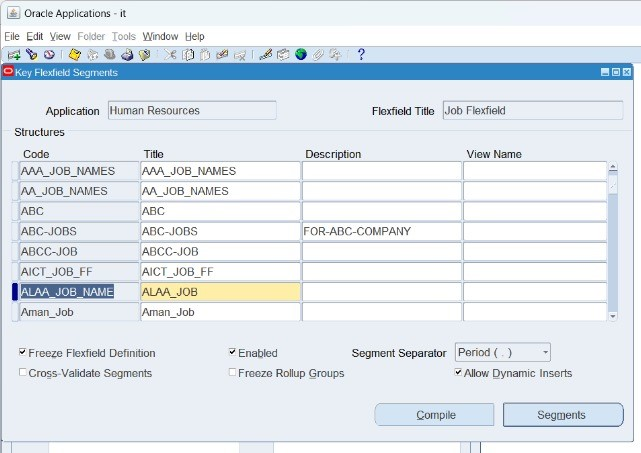 Oracle Applications - it
File Edit View Folder Tools Window Help
Key Flexfield Segments
Application Human Resources Flexfield Title Job Flexfield
Structures
Code Title Description View Name
AAA_JOB_NAMES AAA_JOB_NAMES
AA_JOB_NAMES AA_JOB_NAMES
ABC ABC
ABC-JOBS ABC-JOBS FOR-ABC-COMPANY
ABCC-JOB ABCC-JOB
AICT_JOB_FF AICT_JOB_FF
ALAA_JOB_NAME ALAA_JOB
Aman_Job Aman_Job
Freeze Flexfield Definition Enabled Segment Separator Period ( . )
Cross-Validate Segments Freeze Rollup Groups Allow Dynamic Inserts
Compile Segments